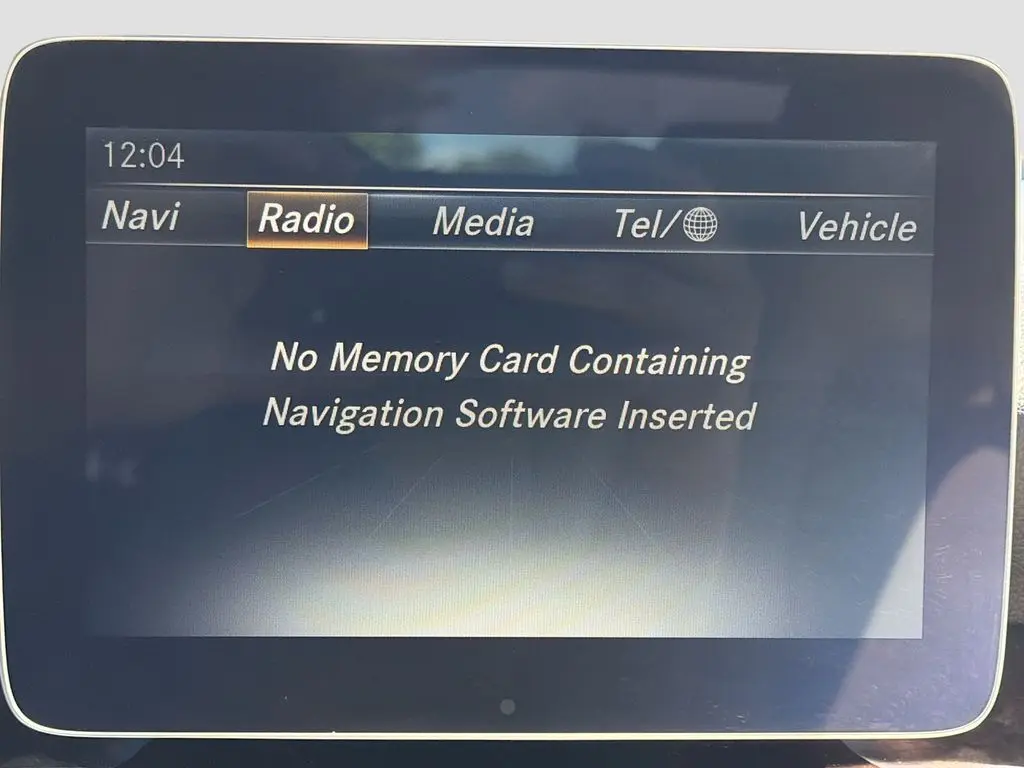 12:04
Navi Radio Media Tel/ Vehicle
No Memory Card Containing
Navigation Software Inserted